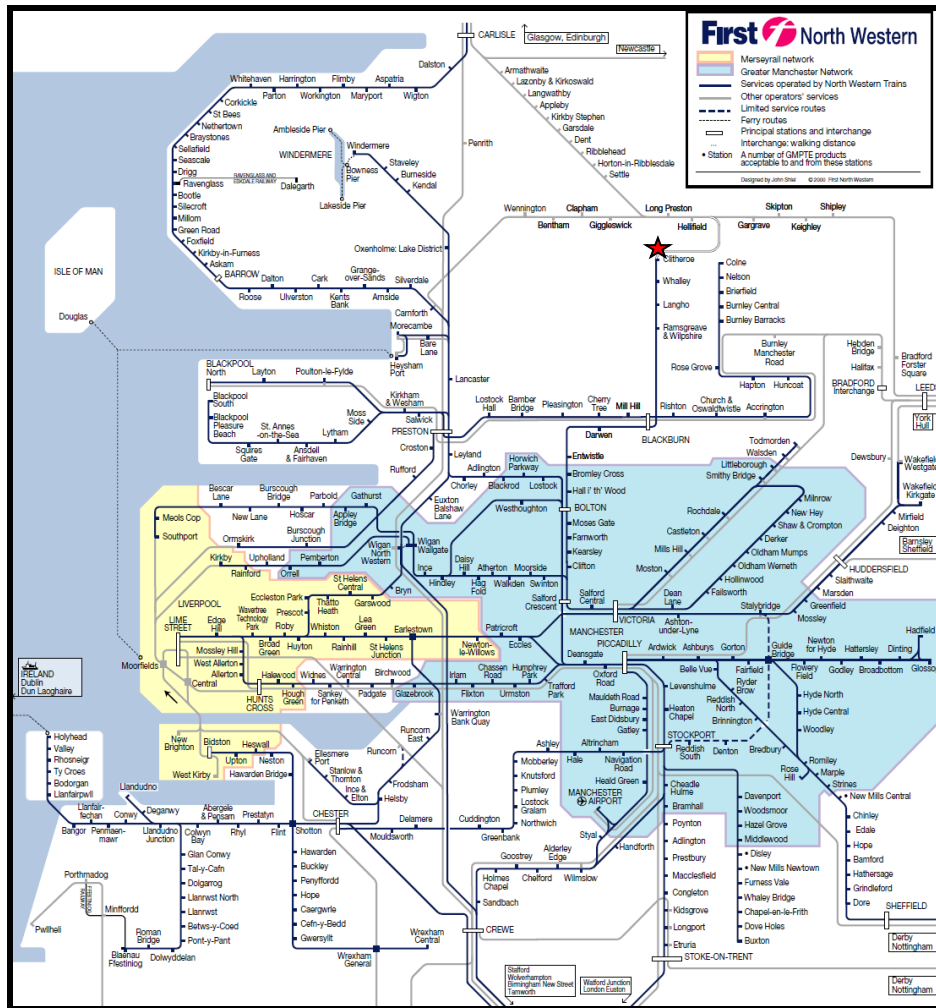 First North Western
Merseyrail network
Greater Manchester Network
Services operated by North Western Trains
Other operators' services
Limited service routes
Ferry routes
Principal stations and interchange
Interchange: walking distance
• Station A number of GMPTE products
acceptable to and from these stations
Designed by John Shiel © 2000 First North Western
CARLISLE
Glasgow, Edinburgh
Newcastle
Dalston
Whitehaven
Harrington
Flimby
Aspatria
Parton
Workington
Maryport
Wigton
Armathwaite
Lazonby & Kirkoswald
Langwathby
Appleby
Kirkby Stephen
Garsdale
Dent
Ribblehead
Horton-in-Ribblesdale
Settle
Corkickle
St Bees
Nethertown
Braystones
Sellafield
Seascale
Drigg
Ravenglass
Bootle
Silecroft
Millom
Green Road
Foxfield
Kirkby-in-Furness
Askam
BARROW
RAVENGLASS AND
ESKDALE RAILWAY
Dalegarth
Ambleside Pier
WINDERMERE
Windermere
Bowness
Pier
Lakeside Pier
Staveley
Burneside
Kendal
Penrith
Oxenholme: Lake District
Roose
Dalton
Ulverston
Cark
Kents
Bank
Grange-
over-Sands
Arnside
Silverdale
Carnforth
Wennington
Clapham
Long Preston
Skipton
Shipley
Bentham
Giggleswick
Hellifield
Gargrave
Keighley
ISLE OF MAN
Douglas
Morecambe
Bare
Lane
Heysham
Port
Lancaster
Clitheroe
Whalley
Langho
Ramsgreave
& Wilpshire
Colne
Nelson
Brierfield
Burnley Central
Burnley Barracks
Rose Grove
Burnley
Manchester
Road
Hapton
Huncoat
Hebden
Bridge
Halifax
BRADFORD
Interchange
Bradford
Forster
Square
LEED
York
Hull
BLACKPOOL
NORTH
Layton
Poulton-le-Fylde
Blackpool
South
Blackpool
Pleasure
Beach
Squires
Gate
St. Annes
-on-the-Sea
Ansdell
& Fairhaven
Lytham
Moss
Side
Kirkham
& Wesham
Salwick
PRESTON
Lostock
Hall
Bamber
Bridge
Pleasington
Cherry
Tree
Mill Hill
BLACKBURN
Rishton
Church &
Oswaldtwistle
Accrington
Darwen
Entwistle
Bromley Cross
Hall i' th' Wood
BOLTON
Moses Gate
Farnworth
Kearsley
Clifton
Croston
Rufford
Leyland
Euxton
Balshaw
Lane
Chorley
Adlington
Blackrod
Horwich
Parkway
Lostock
Westhoughton
Todmorden
Walsden
Littleborough
Smithy Bridge
Rochdale
Castleton
Mills Hill
Moston
Milnrow
New Hey
Shaw & Crompton
Derker
Oldham Mumps
Oldham Werneth
Hollinwood
Failsworth
Dean
Lane
Dewsbury
Wakefield
Westgate
Wakefield
Kirkgate
Mirfield
Deighton
Barnsley
Sheffield
HUDDERSFIELD
Slaithwaite
Marsden
Greenfield
Mossley
Stalybridge
Ashton-
under-Lyne
Bescar
Lane
Burscough
Bridge
Parbold
Gathurst
New Lane
Hoscar
Appley
Bridge
Meols Cop
Southport
Ormskirk
Burscough
Junction
Kirkby
Rainford
Upholland
Orrell
Pemberton
Wigan
North
Western
Wigan
Wallgate
Ince
Hindley
Daisy
Hill
Hag
Fold
Atherton
Walkden
Moorside
Swinton
Salford
Crescent
Salford
Central
VICTORIA
Bryn
Garswood
St Helens
Central
Thatto
Heath
Eccleston Park
Prescot
LIVERPOOL
LIME
STREET
Edge
Hill
Wavertree
Technology
Park
Broad
Green
Roby
Huyton
Whiston
Rainhill
Lea
Green
St Helens
Junction
Earlestown
Newton-
le-Willows
Patricroft
Eccles
MANCHESTER
PICCADILLY
Deansgate
Oxford
Road
Ardwick
Ashburys
Gorton
Belle Vue
Fairfield
Guide
Bridge
Newton
for Hyde
Hattersley
Dinting
Hadfield
Flowery
Field
Godley
Broadbottom
Glosso
Mossley Hill
West Allerton
Allerton
Central
Moorfields
HUNTS
CROSS
Halewood
Hough
Green
Widnes
Sankey
for Penketh
Warrington
Central
Padgate
Birchwood
Glazebrook
Irlam
Flixton
Chassen
Road
Urmston
Humphrey
Park
Trafford
Park
Warrington
Bank Quay
Mauldeth Road
Burnage
East Didsbury
Gatley
Levenshulme
Heaton
Chapel
STOCKPORT
Ryder
Brow
Reddish
North
Brinnington
Bredbury
Reddish
South
Denton
Hyde North
Hyde Central
Woodley
Romiley
Rose
Hill
Marple
Strines
• New Mills Central
Chinley
Edale
Hope
Bamford
Hathersage
Grindleford
Dore
SHEFFIELD
Derby
Nottingham
Derby
Nottingham
IRELAND
Dublin
Dun Laoghaire
New
Brighton
Bidston
West Kirby
Upton
Heswall
Neston
Hawarden Bridge
Ellesmere
Port
Stanlow &
Thornton
Ince &
Elton
Runcorn
Runcorn
East
Frodsham
Helsby
CHESTER
Mouldsworth
Delamere
Cuddington
Greenbank
Northwich
Lostock
Gralam
Plumley
Knutsford
Mobberley
Ashley
Hale
Altrincham
Navigation
Road
Heald Green
MANCHESTER
AIRPORT
Styal
Handforth
Cheadle
Hulme
Bramhall
Poynton
Adlington
Prestbury
Macclesfield
Congleton
Kidsgrove
Longport
Etruria
STOKE-ON-TRENT
Davenport
Woodsmoor
Hazel Grove
Middlewood
• Disley
• New Mills Newtown
Furness Vale
Whaley Bridge
Chapel-en-le-Frith
Dove Holes
Buxton
Holyhead
Valley
Rhosneigr
Ty Croes
Bodorgan
Llanfairpwll
Llandudno
Deganwy
Llanfair-
fechan
Conwy
Abergele
& Pensarn
Prestatyn
Bangor
Penmaen-
mawr
Llandudno
Junction
Colwyn
Bay
Rhyl
Flint
Shotton
Glan Conwy
Tal-y-Cafn
Dolgarrog
Llanrwst North
Llanrwst
Betws-y-Coed
Pont-y-Pant
Roman
Bridge
Dolwyddelan
Blaenau
Ffestiniog
Porthmadog
FFESTINIOG
RAILWAY
Minffordd
Pwllheli
Hawarden
Buckley
Penyffordd
Hope
Caergwrle
Cefn-y-Bedd
Gwersyllt
Wrexham
General
Wrexham
Central
Goostrey
Alderley
Edge
Holmes
Chapel
Chelford
Wilmslow
Sandbach
CREWE
Stafford
Wolverhampton
Birmingham New Street
Tamworth
Watford Junction
London Euston